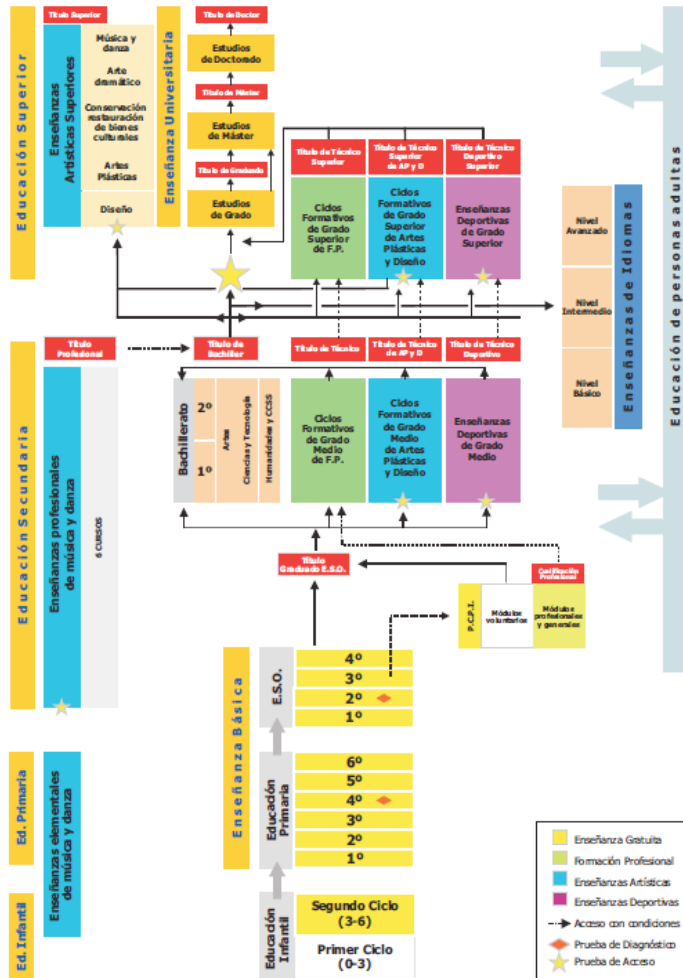 Educación Superior
Título Superior
Enseñanzas
Artísticas Superiores
Música y
danza
Arte
dramático
Conservación
restauración
de bienes
culturales
Artes
Plásticas
Diseño
Enseñanza Universitaria
Título de Doctor
Estudios
de Doctorado
Título de Máster
Estudios
de Máster
Título de Graduado
Estudios
de Grado
Título de Técnico
Superior
Ciclos
Formativos
de Grado
Superior
de F.P.
Título de Técnico
Superior
de AP y D
Ciclos
Formativos
de Grado
Superior
de Artes
Plásticas
y Diseño
Título de Técnico
Deportivo
Superior
Enseñanzas
Deportivas
de Grado
Superior
Nivel
Avanzado
Nivel
Intermedio
Nivel
Básico
Enseñanzas de Idiomas
Educación de personas adultas
Educación Secundaria
Título
Profesional
Enseñanzas profesionales
de música y danza
6 CURSOS
Título de
Bachiller
Bachillerato
2º
1º
Artes
Ciencias y Tecnología
Humanidades y CCSS
Título de Técnico
Ciclos
Formativos
de Grado
Medio
de F.P.
Título de Técnico
de AP y D
Ciclos
Formativos
de Grado
Medio
de Artes
Plásticas
y Diseño
Título de Técnico
Deportivo
Enseñanzas
Deportivas
de Grado
Medio
Título
Graduado E.S.O.
Cualificación
Profesional
P.C.P.I.
Módulos
voluntarios
Módulos
profesionales
y generales
Enseñanza Básica
E.S.O.
4º
3º
2º
1º
Ed. Primaria
Enseñanzas elementales
de música y danza
Educación
Primaria
6º
5º
4º
3º
2º
1º
Ed. Infantil
Educación
Infantil
Segundo Ciclo
(3-6)
Primer Ciclo
(0-3)
Enseñanza Gratuita
Formación Profesional
Enseñanzas Artísticas
Enseñanzas Deportivas
Acceso con condiciones
Prueba de Diagnóstico
Prueba de Acceso